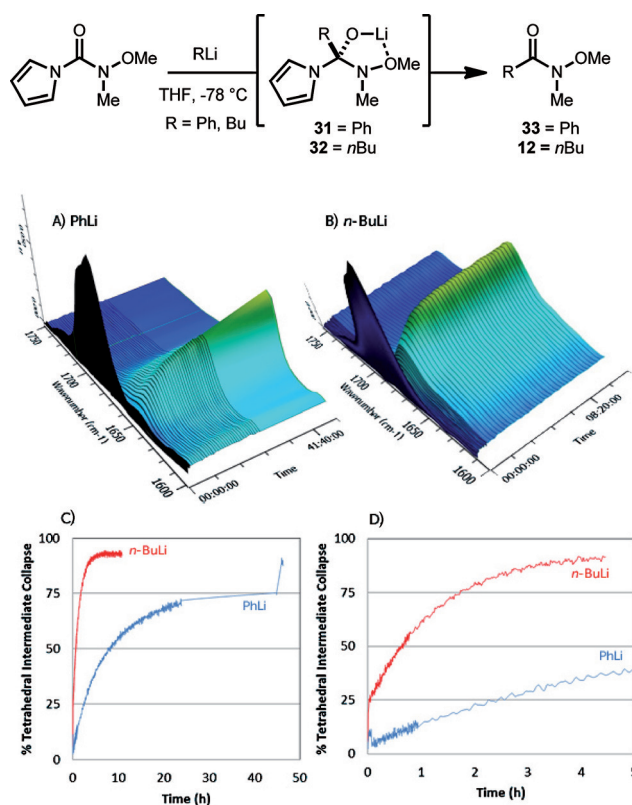 O
N
N
OMe
Me
RLi
THF, -78 °C
R = Ph, Bu
R
O
Li
N
N
OMe
Me
31 = Ph
32 = nBu
O
R
N
OMe
Me
33 = Ph
12 = nBu
A) PhLi
1750
1700
1650
1600
Wavenumber (cm-1)
00:00:00
Time
41:40:00
B) n-BuLi
1750
1700
1650
1600
Wavenumber (cm-1)
00:00:00
Time
08:20:00
C)
% Tetrahedral Intermediate Collapse
100
75
50
25
0
n-BuLi
PhLi
0
10
20
30
40
50
Time (h)
D)
% Tetrahedral Intermediate Collapse
100
75
50
25
0
n-BuLi
PhLi
0
1
2
3
4
5
Time (h)